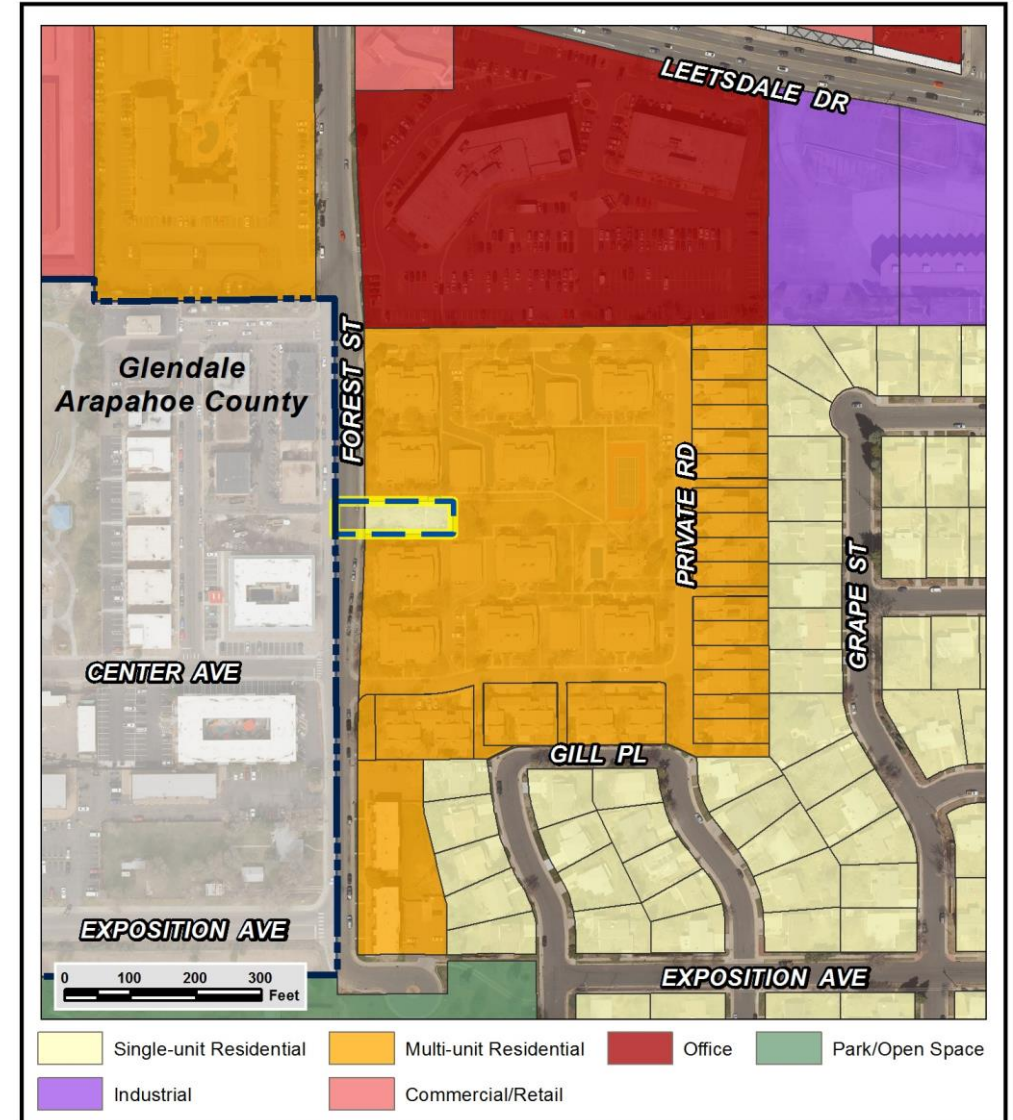 LEETSDALE DR
Glendale
Arapahoe County
FOREST ST
PRIVATE RD
GRAPE ST
CENTER AVE
GILL PL
EXPOSITION AVE
EXPOSITION AVE
0 100 200 300
Feet
Single-unit Residential
Multi-unit Residential
Office
Park/Open Space
Industrial
Commercial/Retail